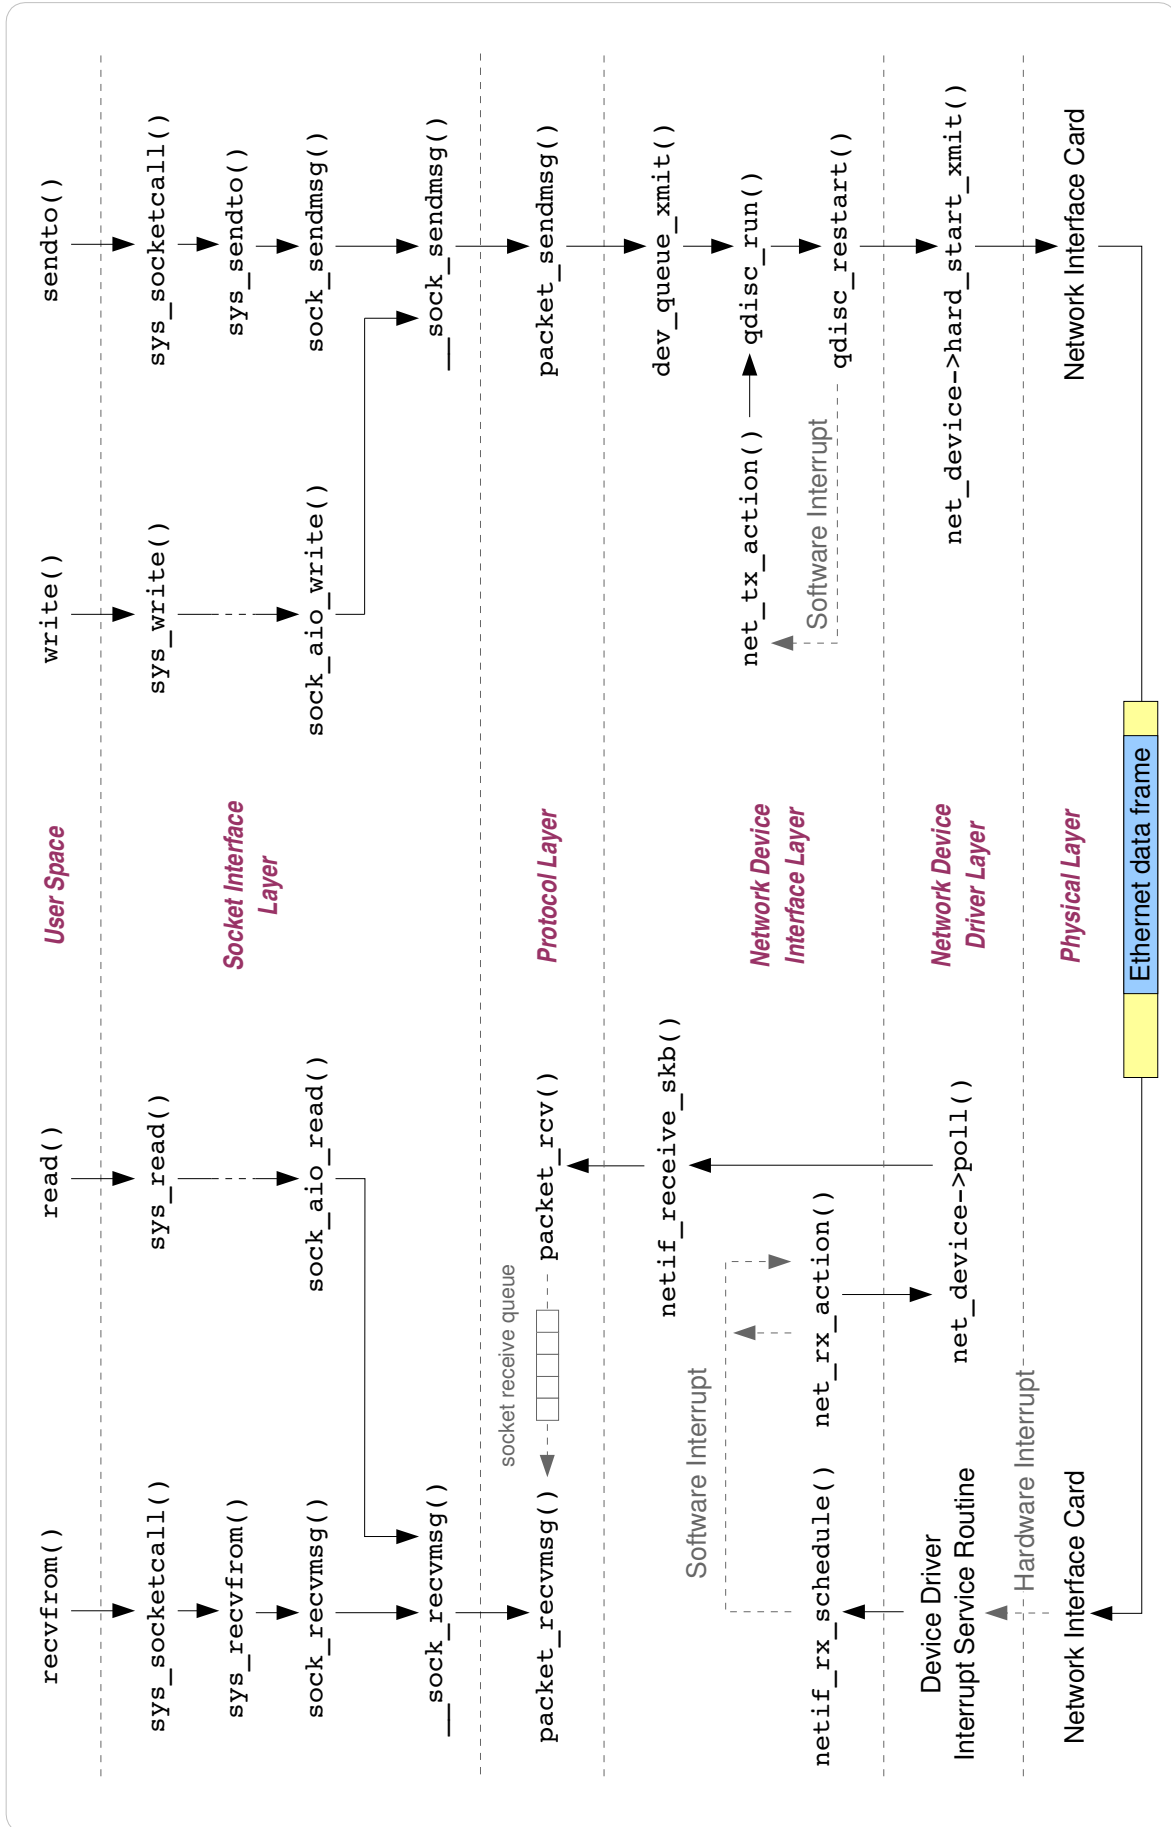 recvfrom()
read()
User Space
write()
sendto()
sys_socketcall()
sys_read()
sys_write()
sys_socketcall()
sys_recvfrom()
Socket Interface
Layer
sys_sendto()
sock_recvmsg()
sock_aio_read()
sock_aio_write()
sock_sendmsg()
__sock_recvmsg()
__sock_sendmsg()
socket receive queue
packet_recvmsg()
packet_rcv()
Protocol Layer
packet_sendmsg()
netif_receive_skb()
dev_queue_xmit()
Software Interrupt
Network Device
Interface Layer
net_tx_action()
qdisc_run()
netif_rx_schedule()
net_rx_action()
Software Interrupt
qdisc_restart()
Device Driver
Interrupt Service Routine
net_device->poll()
Network Device
Driver Layer
net_device->hard_start_xmit()
Hardware Interrupt
Network Interface Card
Physical Layer
Network Interface Card
Ethernet data frame